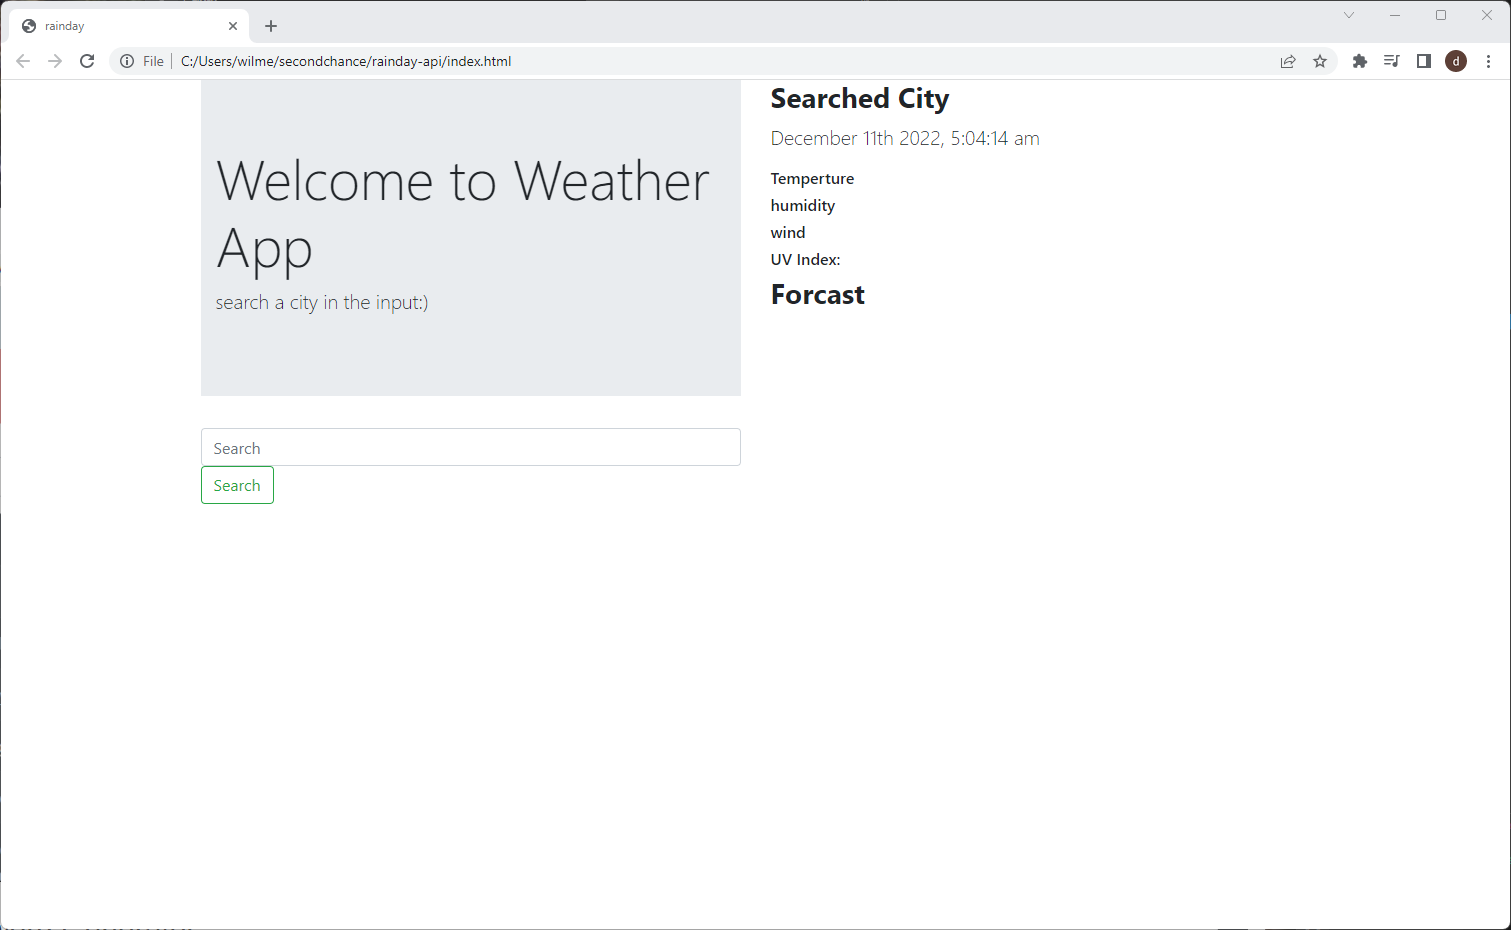 rainday
File C:/Users/wilme/secondchance/rainday-api/index.html
d
Welcome to Weather
App
search a city in the input:)
Search
Search
Searched City
December 11th 2022, 5:04:14 am
Temperture
humidity
wind
UV Index:
Forcast